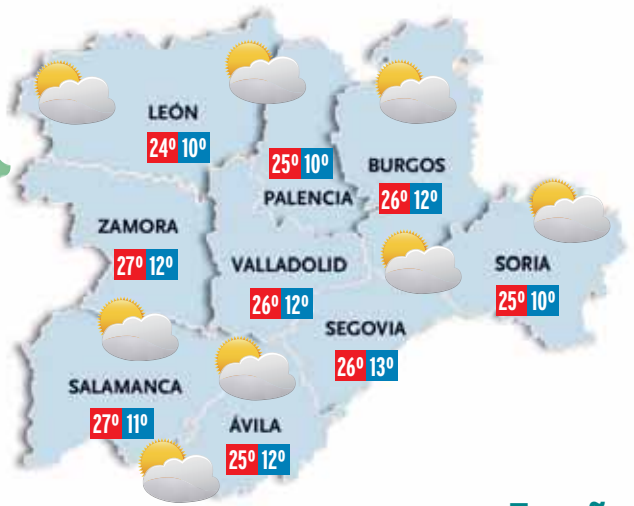 LEÓN
24º 10º
25º 10º
PALENCIA
BURGOS
26º 12º
ZAMORA
27º 12º
VALLADOLID
26º 12º
SORIA
25º 10º
SEGOVIA
26º 13º
SALAMANCA
27º 11º
ÁVILA
25º 12º